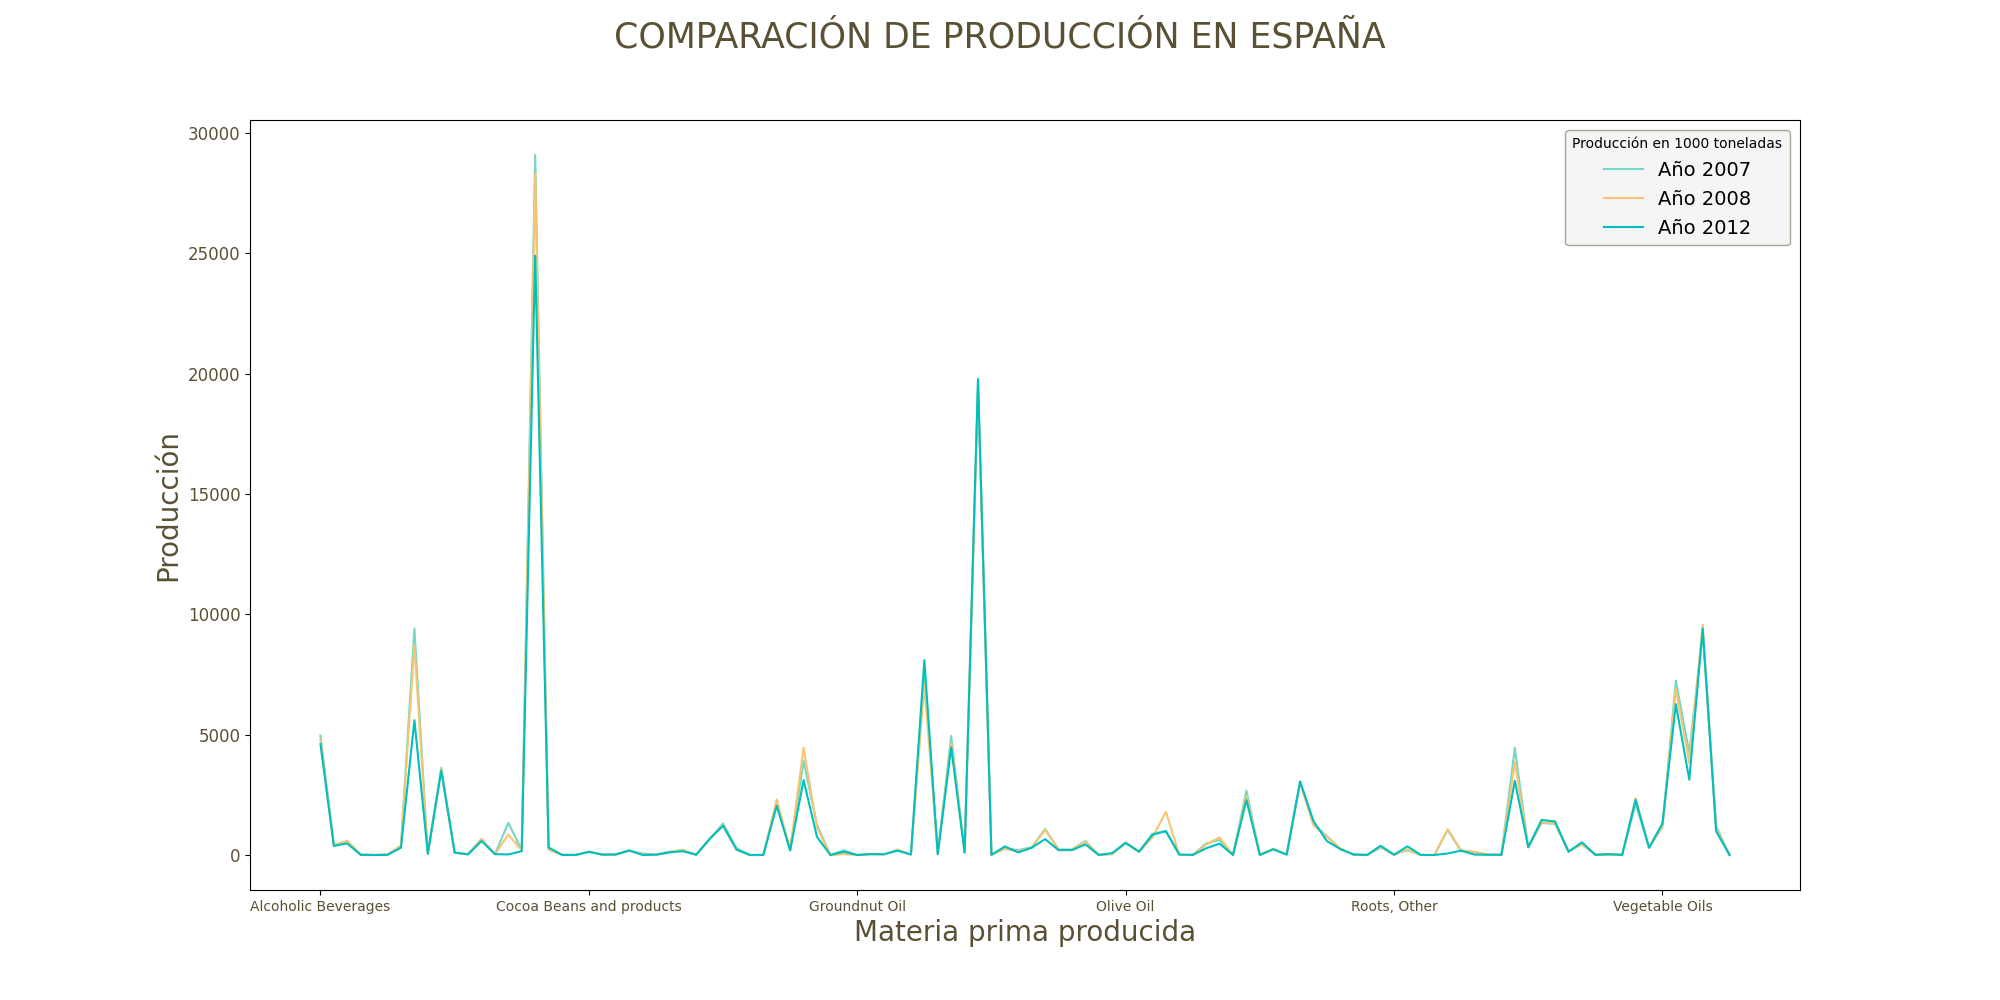 COMPARACIÓN DE PRODUCCIÓN EN ESPAÑA
Producción en 1000 toneladas
Año 2007
Año 2008
Año 2012
Producción
30000
25000
20000
15000
10000
5000
0
Alcoholic Beverages
Cocoa Beans and products
Groundnut Oil
Olive Oil
Roots, Other
Vegetable Oils
Materia prima producida